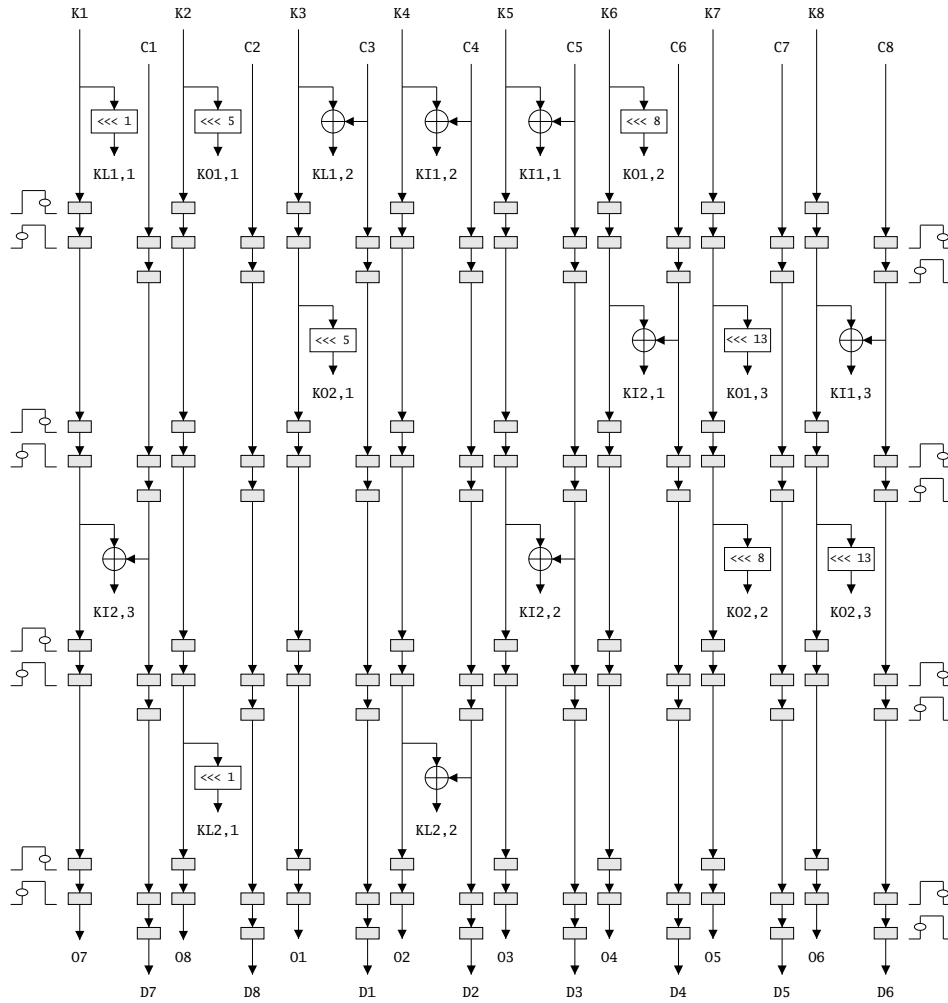 K1 K2 K3 K4 K5 K6 K7 K8
C1 C2 C3 C4 C5 C6 C7 C8
<<< 1 <<< 5 <<< 8
KL1,1 KO1,1 KL1,2 KI1,2 KI1,1 KO1,2
<<< 5 <<< 13
KO2,1 KI2,1 KO1,3 KI1,3
<<< 8 <<< 13
KI2,3 KI2,2 KO2,2 KO2,3
<<< 1
KL2,1 KL2,2
O7 O8 O1 O2 O3 O4 O5 O6
D7 D8 D1 D2 D3 D4 D5 D6